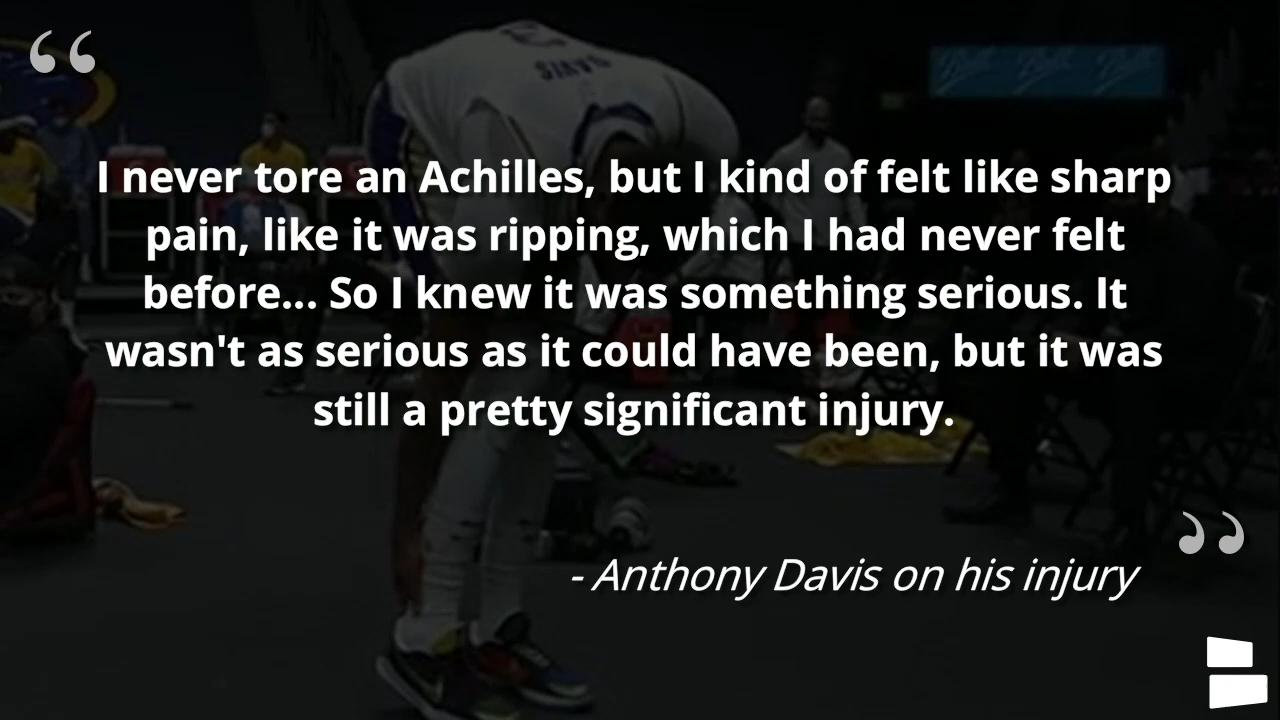 “
DAVIS
I never tore an Achilles, but I kind of felt like sharp
pain, like it was ripping, which I had never felt
before... So I knew it was something serious. It
wasn't as serious as it could have been, but it was
still a pretty significant injury.
”
- Anthony Davis on his injury